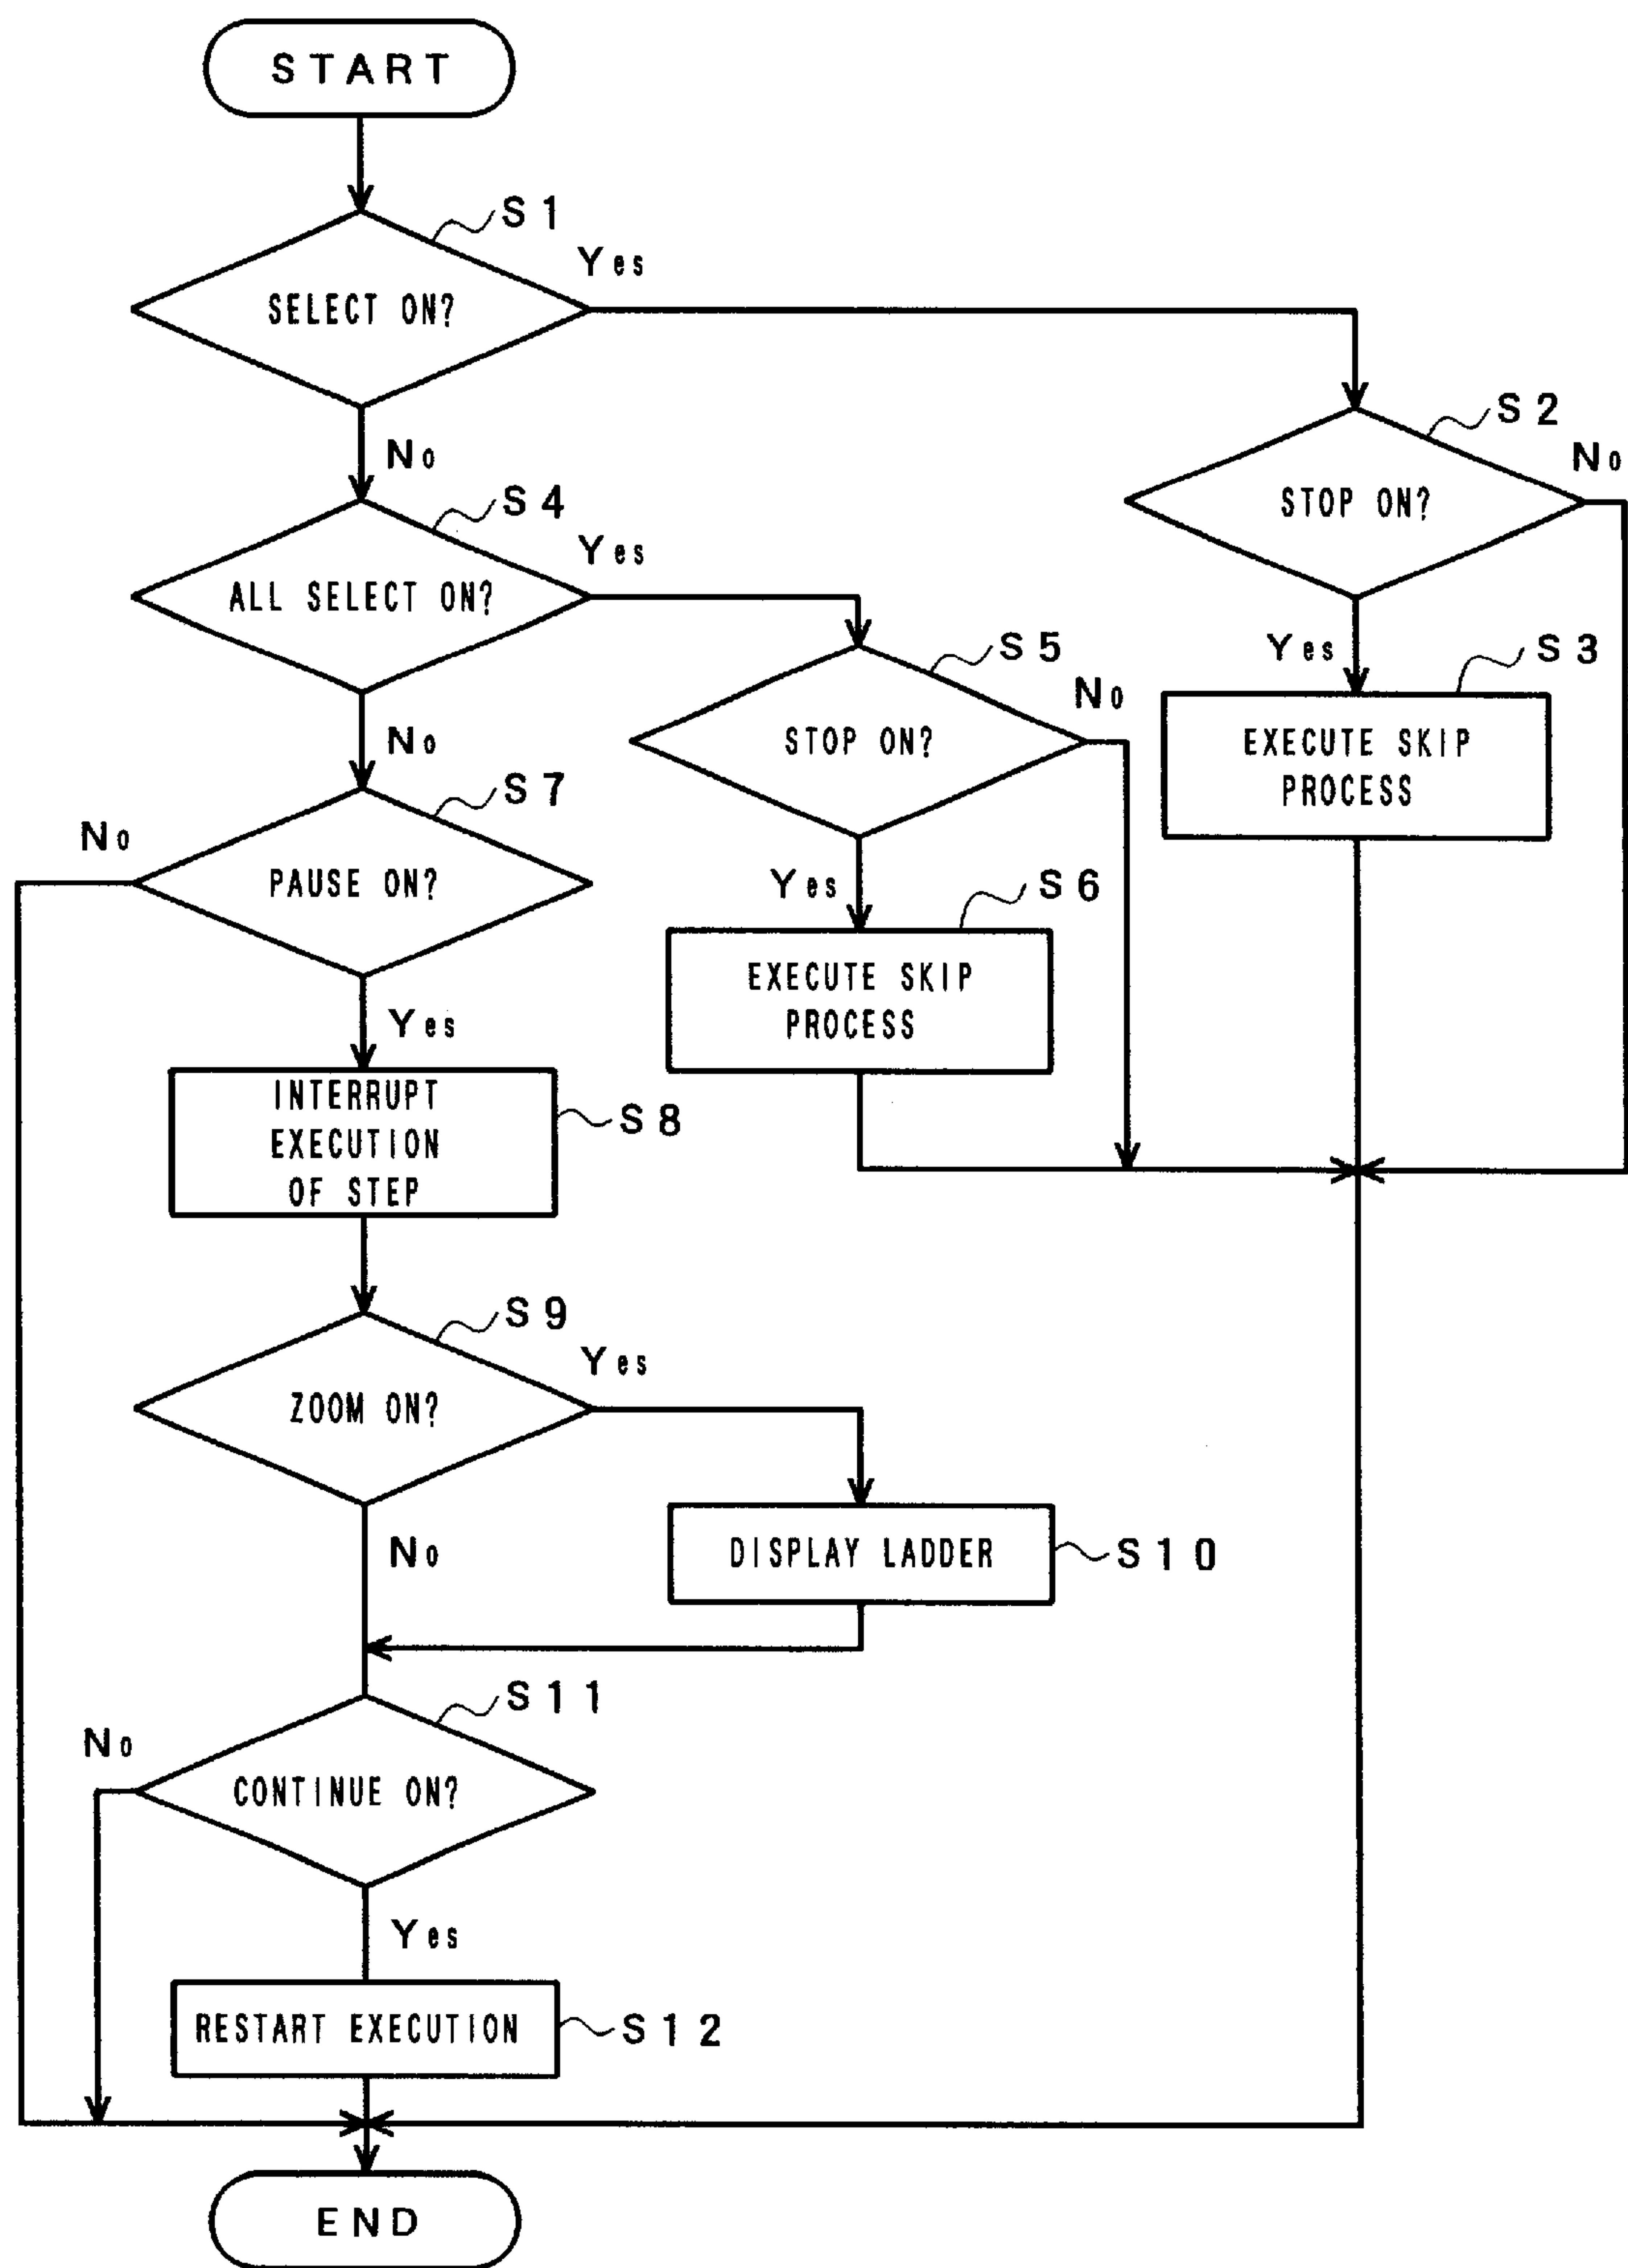 START
S1
Yes
SELECT ON?
S2
No
No
STOP ON?
S4
Yes
ALL SELECT ON?
S5
Yes
S3
No
No
STOP ON?
EXECUTE SKIP
PROCESS
S7
No
PAUSE ON?
Yes
S6
EXECUTE SKIP
PROCESS
Yes
INTERRUPT
EXECUTION
OF STEP
S8
S9
Yes
ZOOM ON?
No
DISPLAY LADDER
S10
S11
No
CONTINUE ON?
Yes
RESTART EXECUTION
S12
END